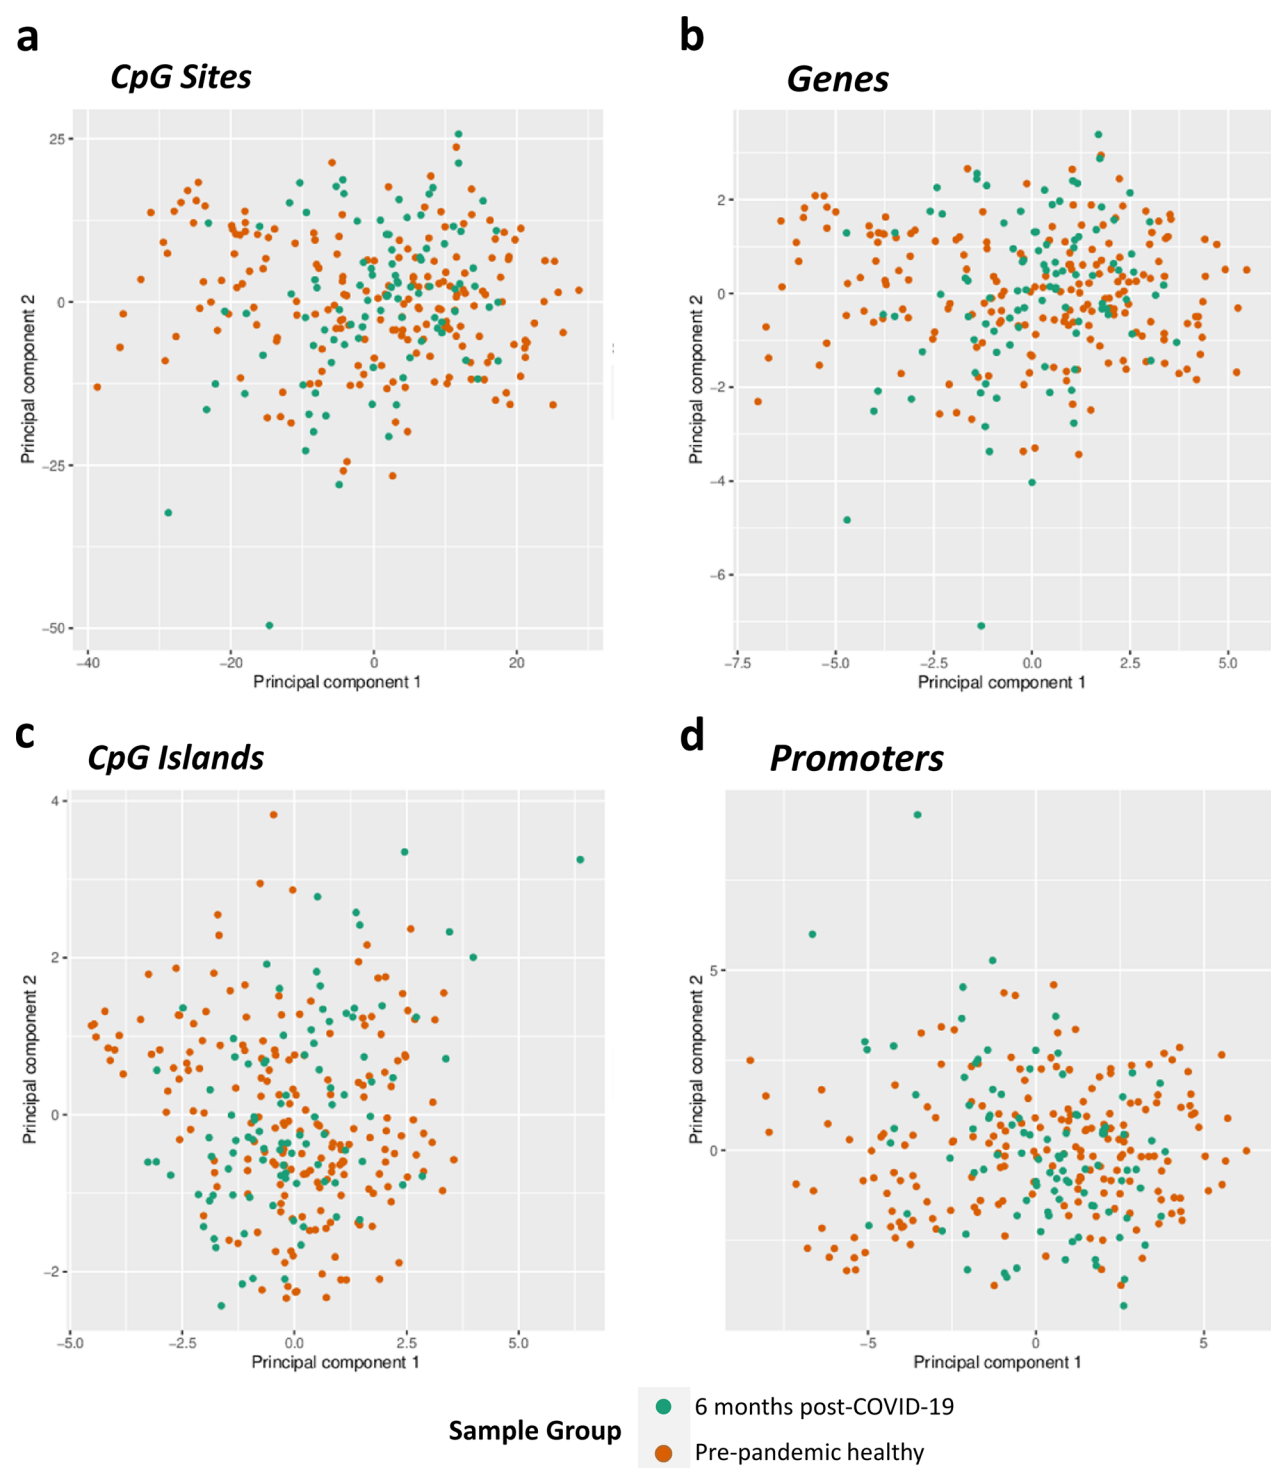 a
CpG Sites
25
0
−25
−50
−40
−20
0
20
Principal component 2
Principal component 1
b
Genes
2
0
−2
−4
−6
−7.5
−5.0
−2.5
0.0
2.5
5.0
Principal component 2
Principal component 1
c
CpG Islands
4
2
0
−2
−5.0
−2.5
0.0
2.5
5.0
Principal component 2
Principal component 1
d
Promoters
5
0
−5
0
5
Principal component 2
Principal component 1
Sample Group
6 months post-COVID-19
Pre-pandemic healthy